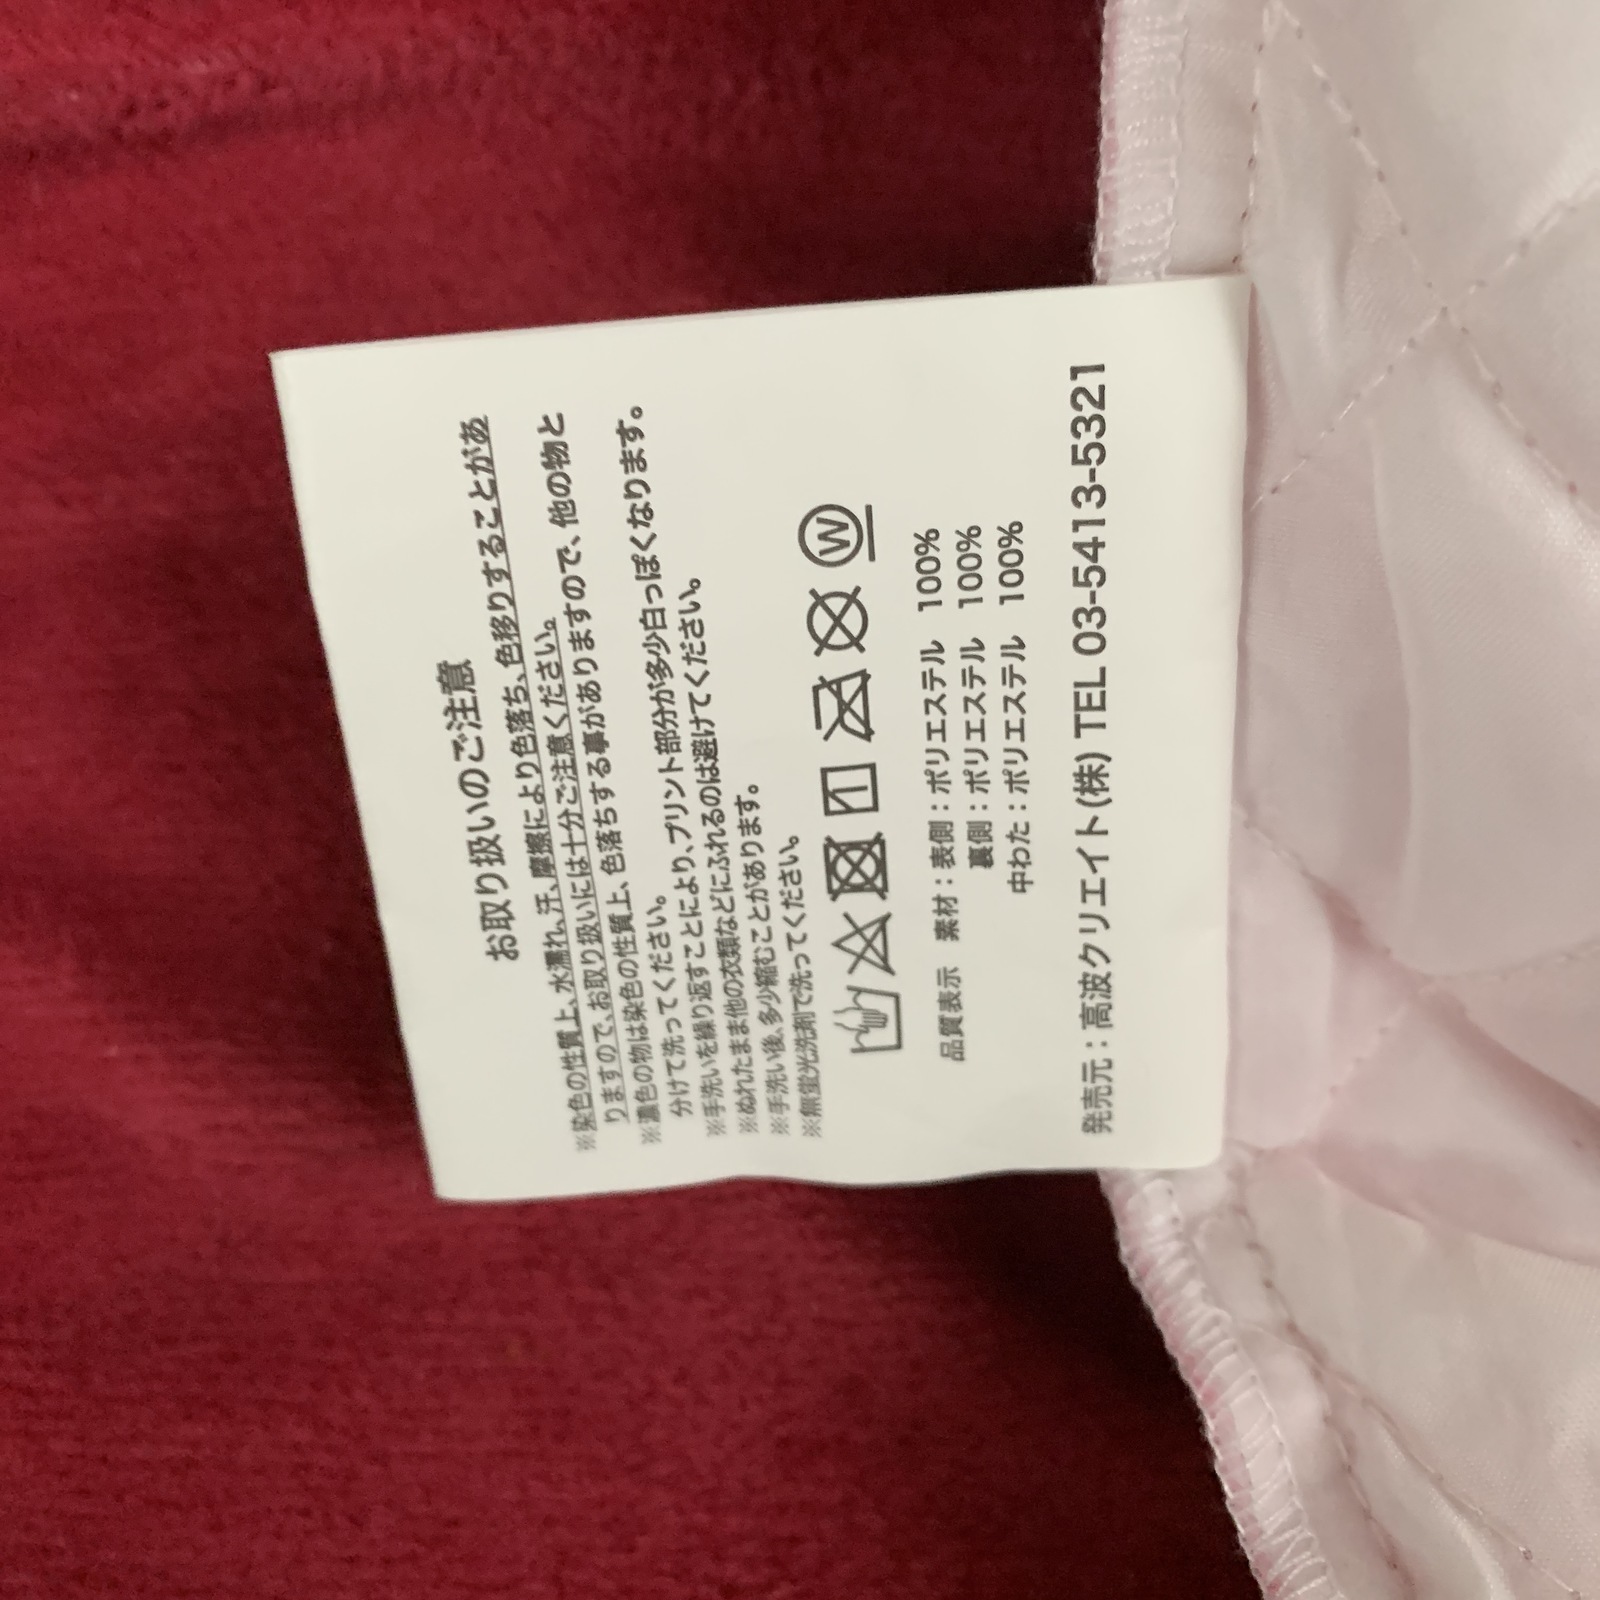 お取り扱いのご注意
※染色の性質上、水濡れ、汗、摩擦により色落ち、色移りすることがあ
りますので、お取り扱いには十分ご注意ください。
※濃色の物は染色の性質上、色落ちする事がありますので、他の物と
分けて洗ってください。
※手洗いを繰り返すことにより、プリント部分が多少白っぽくなります。
※ぬれたまま他の衣類などにふれるのは避けてください。
※手洗い後、多少縮むことがあります。
※無蛍光洗剤で洗ってください。
W
品質表示 素材：表側：ポリエステル 100%
裏側：ポリエステル 100%
中わた：ポリエステル 100%
発売元：高波クリエイト(株) TEL 03-5413-5321